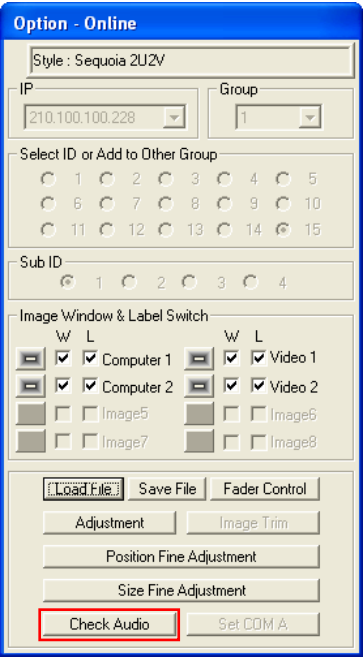 Option - Online
Style : Sequoia 2U2V
IP
Group
210.100.100.228
1
Select ID or Add to Other Group
1 2 3 4 5
6 7 8 9 10
11 12 13 14 15
Sub ID
1 2 3 4
Image Window & Label Switch
W L W L
Computer 1 Video 1
Computer 2 Video 2
Image5 Image6
Image7 Image8
Load File Save File Fader Control
Adjustment Image Trim
Position Fine Adjustment
Size Fine Adjustment
Check Audio Set COM A